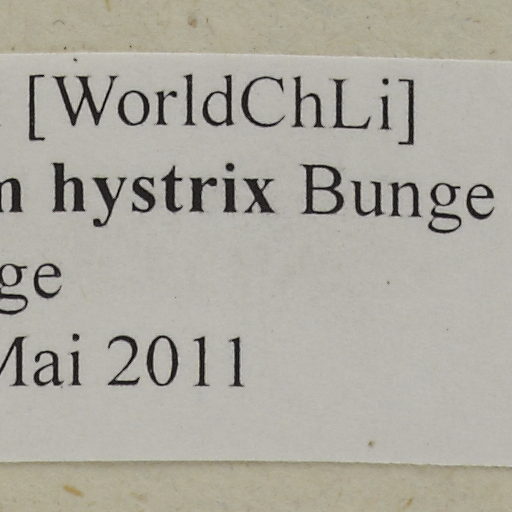 [WorldChLi]
m hystrix Bunge
ge
Mai 2011